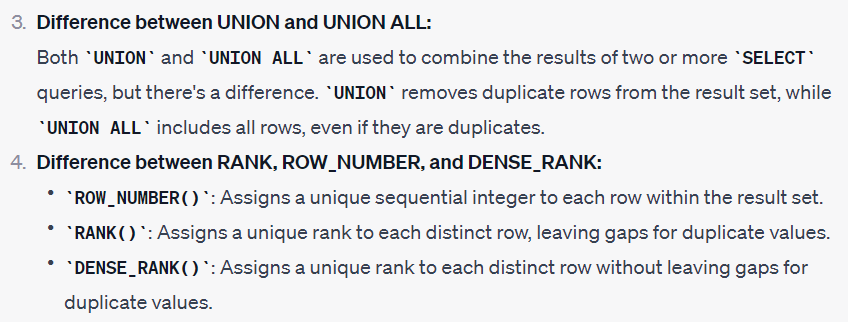 3. Difference between UNION and UNION ALL:
Both `UNION` and `UNION ALL` are used to combine the results of two or more `SELECT`
queries, but there's a difference. `UNION` removes duplicate rows from the result set, while
`UNION ALL` includes all rows, even if they are duplicates.
4. Difference between RANK, ROW_NUMBER, and DENSE_RANK:
• `ROW_NUMBER()`: Assigns a unique sequential integer to each row within the result set.
• `RANK()`: Assigns a unique rank to each distinct row, leaving gaps for duplicate values.
• `DENSE_RANK()`: Assigns a unique rank to each distinct row without leaving gaps for
duplicate values.